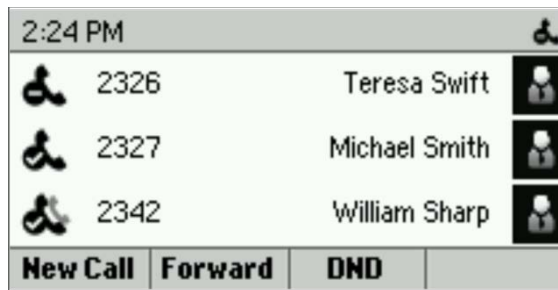 2:24 PM
2326 Teresa Swift
2327 Michael Smith
2342 William Sharp
New Call Forward DND